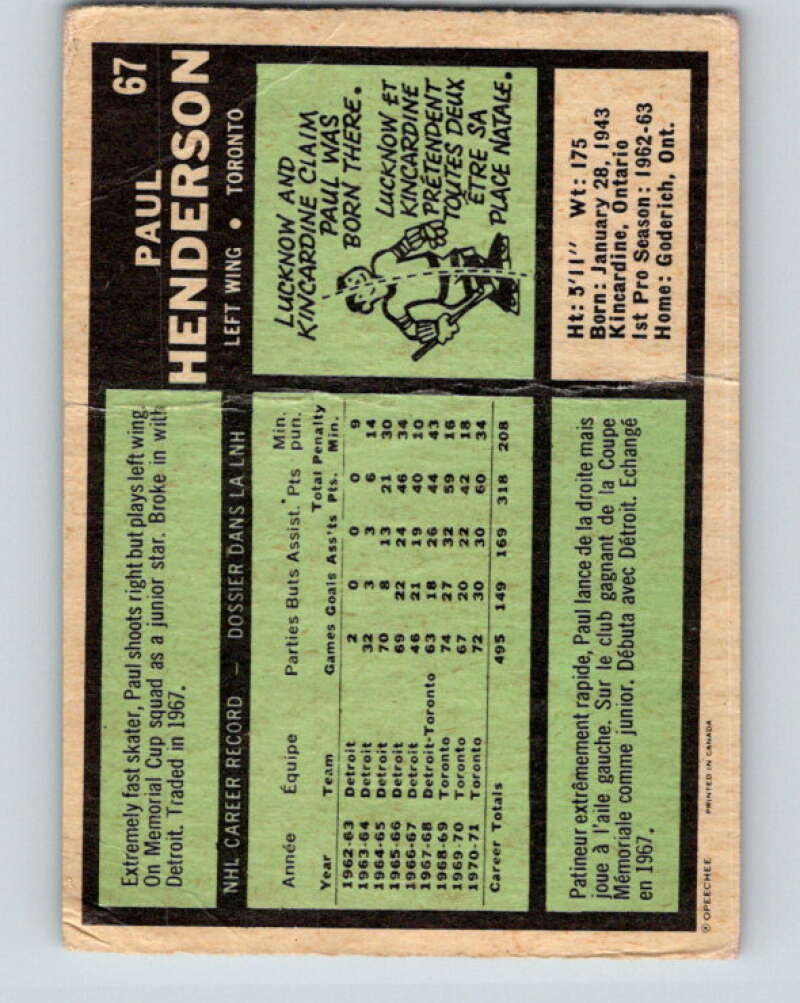 67
PAUL
HENDERSON
LEFT WING • TORONTO
Extremely fast skater, Paul shoots right but plays left wing.
On Memorial Cup squad as a junior star. Broke in with
Detroit. Traded in 1967.
LUCKNOW AND
KINCARDINE CLAIM
PAUL WAS
BORN THERE.
LUCKNOW ET
KINCARDINE
PRÉTENDENT
TOUTES DEUX
ÊTRE SA
PLACE NATALE.
NHL CAREER RECORD — DOSSIER DANS LA LNH
Année Équipe Parties Buts Assist. Pts Min. pun.
Year Team Games Goals Ass'ts Total Pts. Penalty Min.
1962-63 Detroit 2 0 0 0 9
1963-64 Detroit 32 3 3 6 14
1964-65 Detroit 70 8 13 21 30
1965-66 Detroit 69 22 24 46 34
1966-67 Detroit 46 21 19 40 10
1967-68 Detroit-Toronto 63 18 26 44 43
1968-69 Toronto 74 27 32 59 16
1969-70 Toronto 67 20 22 42 18
1970-71 Toronto 72 30 30 60 34
Career Totals 495 149 169 318 208
Ht: 5'11" Wt: 175
Born: January 28, 1943
Kincardine, Ontario
1st Pro Season: 1962-63
Home: Goderich, Ont.
Patineur extrêmement rapide, Paul lance de la droite mais
joue à l'aile gauche. Sur le club gagnant de la Coupe
Mémoriale comme junior. Débuta avec Détroit. Echangé
en 1967.
® OPEECHEE PRINTED IN CANADA